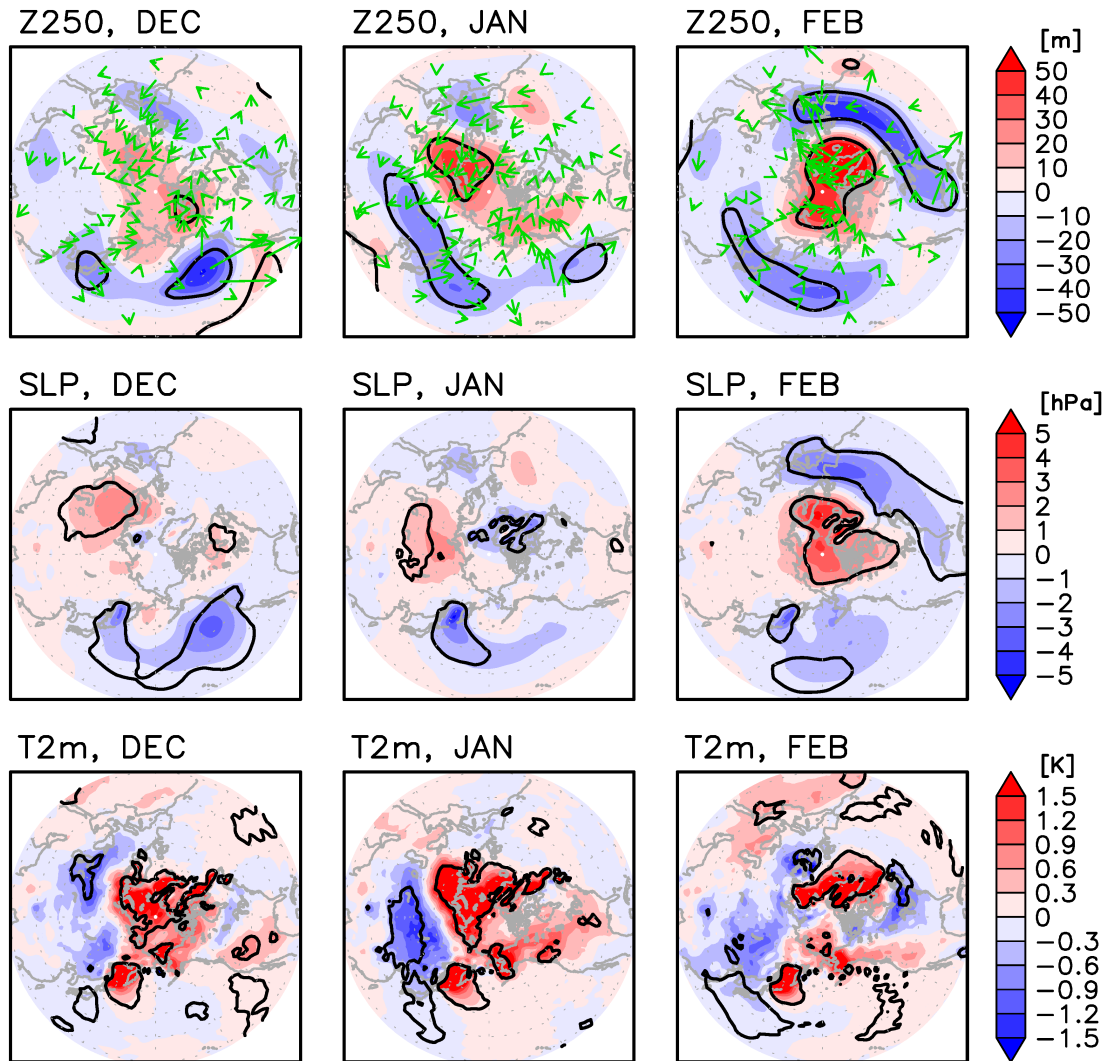 Z250, DEC
Z250, JAN
Z250, FEB
[m]
50
40
30
20
10
0
−10
−20
−30
−40
−50
SLP, DEC
SLP, JAN
SLP, FEB
[hPa]
5
4
3
2
1
0
−1
−2
−3
−4
−5
T2m, DEC
T2m, JAN
T2m, FEB
[K]
1.5
1.2
0.9
0.6
0.3
0
−0.3
−0.6
−0.9
−1.2
−1.5